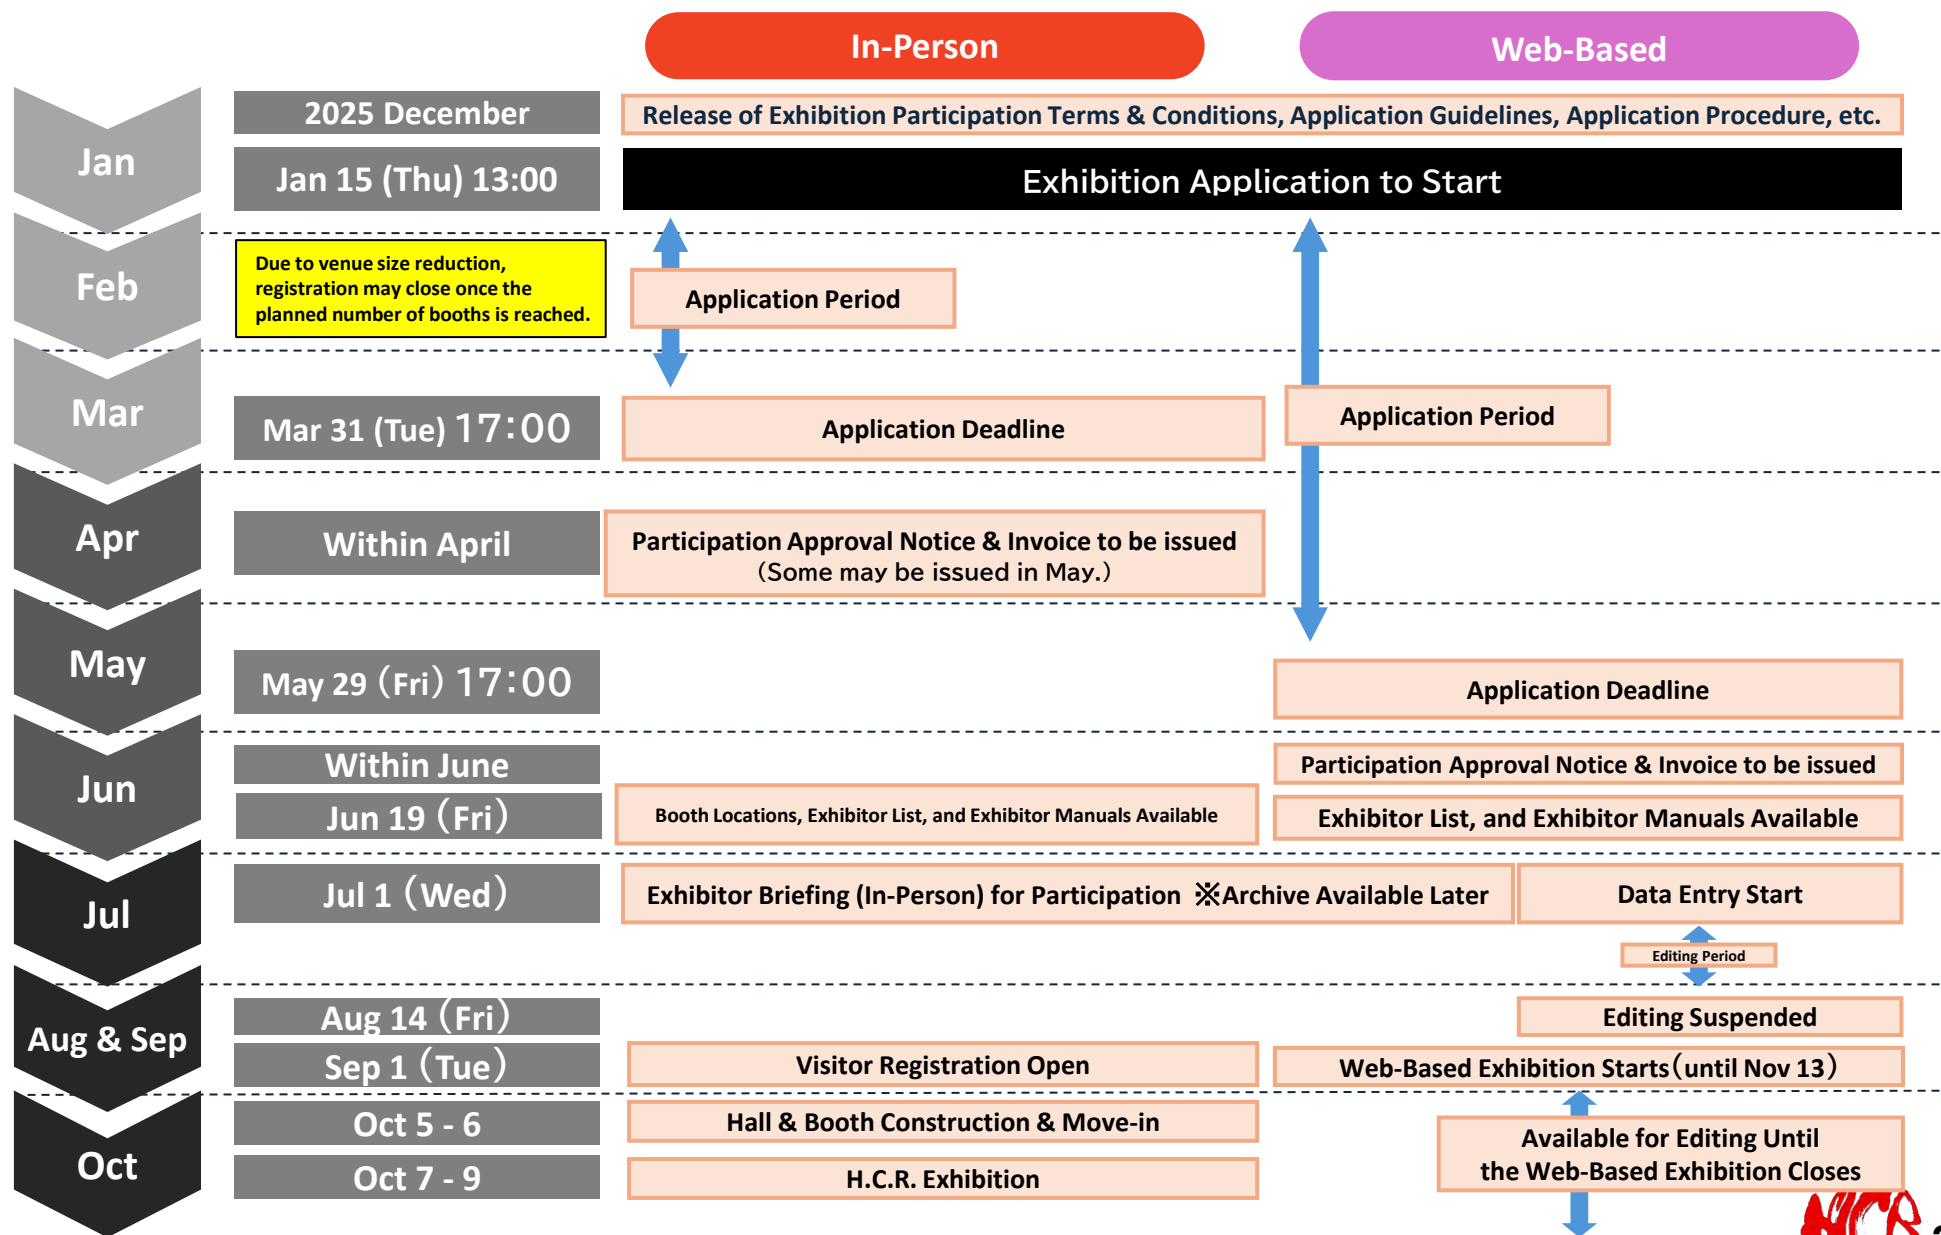 In-Person
Web-Based
Jan
2025 December
Release of Exhibition Participation Terms & Conditions, Application Guidelines, Application Procedure, etc.
Jan 15 (Thu) 13:00
Exhibition Application to Start
Feb
Due to venue size reduction,
registration may close once the
planned number of booths is reached.
Application Period
Mar
Mar 31 (Tue) 17:00
Application Deadline
Application Period
Apr
Within April
Participation Approval Notice & Invoice to be issued
(Some may be issued in May.)
May
May 29（Fri）17:00
Application Deadline
Jun
Within June
Participation Approval Notice & Invoice to be issued
Jun 19（Fri）
Booth Locations, Exhibitor List, and Exhibitor Manuals Available
Exhibitor List, and Exhibitor Manuals Available
Jul
Jul 1（Wed）
Exhibitor Briefing (In-Person) for Participation ※Archive Available Later
Data Entry Start
Editing Period
Aug & Sep
Aug 14（Fri）
Editing Suspended
Sep 1（Tue）
Visitor Registration Open
Web-Based Exhibition Starts（until Nov 13）
Oct
Oct 5 - 6
Hall & Booth Construction & Move-in
Available for Editing Until
the Web-Based Exhibition Closes
Oct 7 - 9
H.C.R. Exhibition